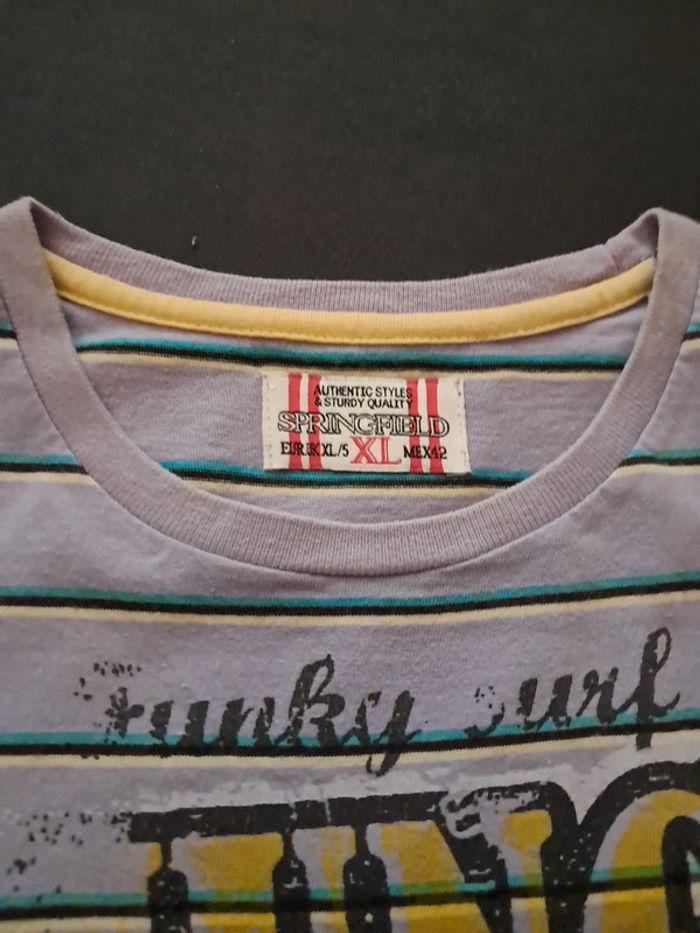 AUTHENTIC STYLES
& STURDY QUALITY
SPRINGFIELD
EUR.UK XL/5 XL MEX42
Funky surf